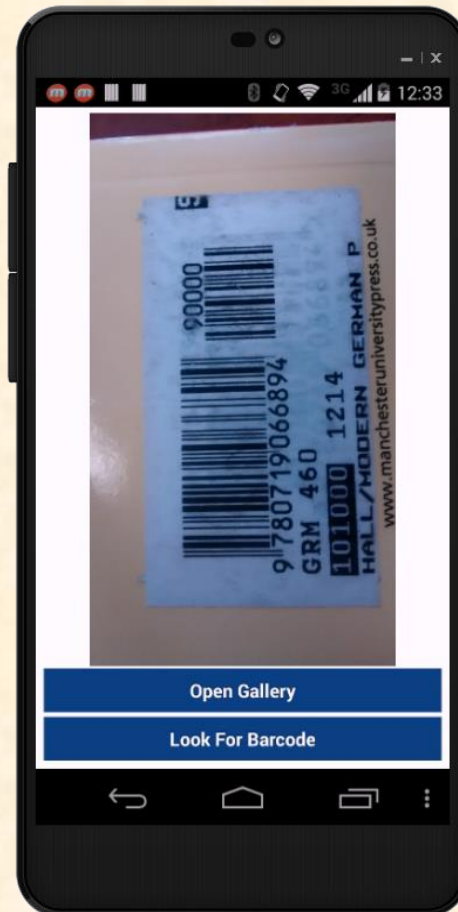 3G 12:33
90000
9 780719 066894
GRM 460
101000 1214
HALL/MODERN GERMAN P
www.manchesteruniversitypress.co.uk
Open Gallery
Look For Barcode